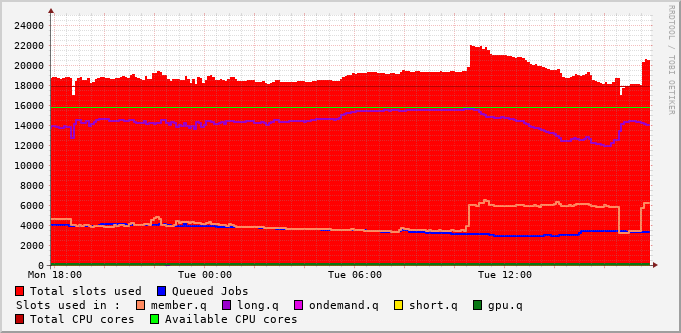 RRDTOOL / TOBI OETIKER
24000
22000
20000
18000
16000
14000
12000
10000
8000
6000
4000
2000
0
Mon 18:00 Tue 00:00 Tue 06:00 Tue 12:00
Total slots used Queued Jobs
Slots used in : member.q long.q ondemand.q short.q gpu.q
Total CPU cores Available CPU cores